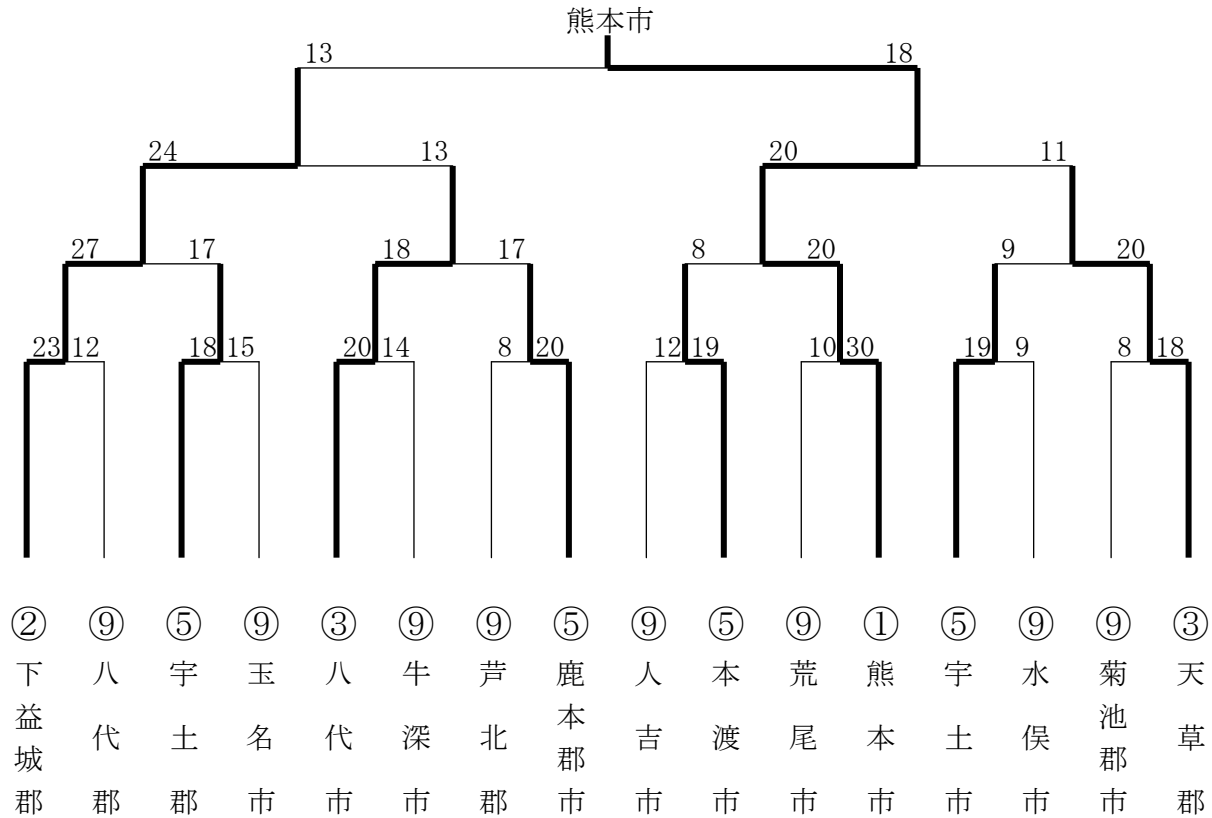 熊本市
13 18
24 13 20 11
27 17 18 17 8 20 9 20
23 12 18 15 20 14 8 20 12 19 10 30 19 9 8 18
② ⑨ ⑤ ⑨ ③ ⑨ ⑨ ⑤ ⑨ ⑤ ⑨ ① ⑤ ⑨ ⑨ ③
下益城郡
八代郡
宇土郡
玉名市
八代市
牛深市
芦北郡
鹿本郡市
人吉市
本渡市
荒尾市
熊本市
宇土市
水俣市
菊池郡市
天草郡